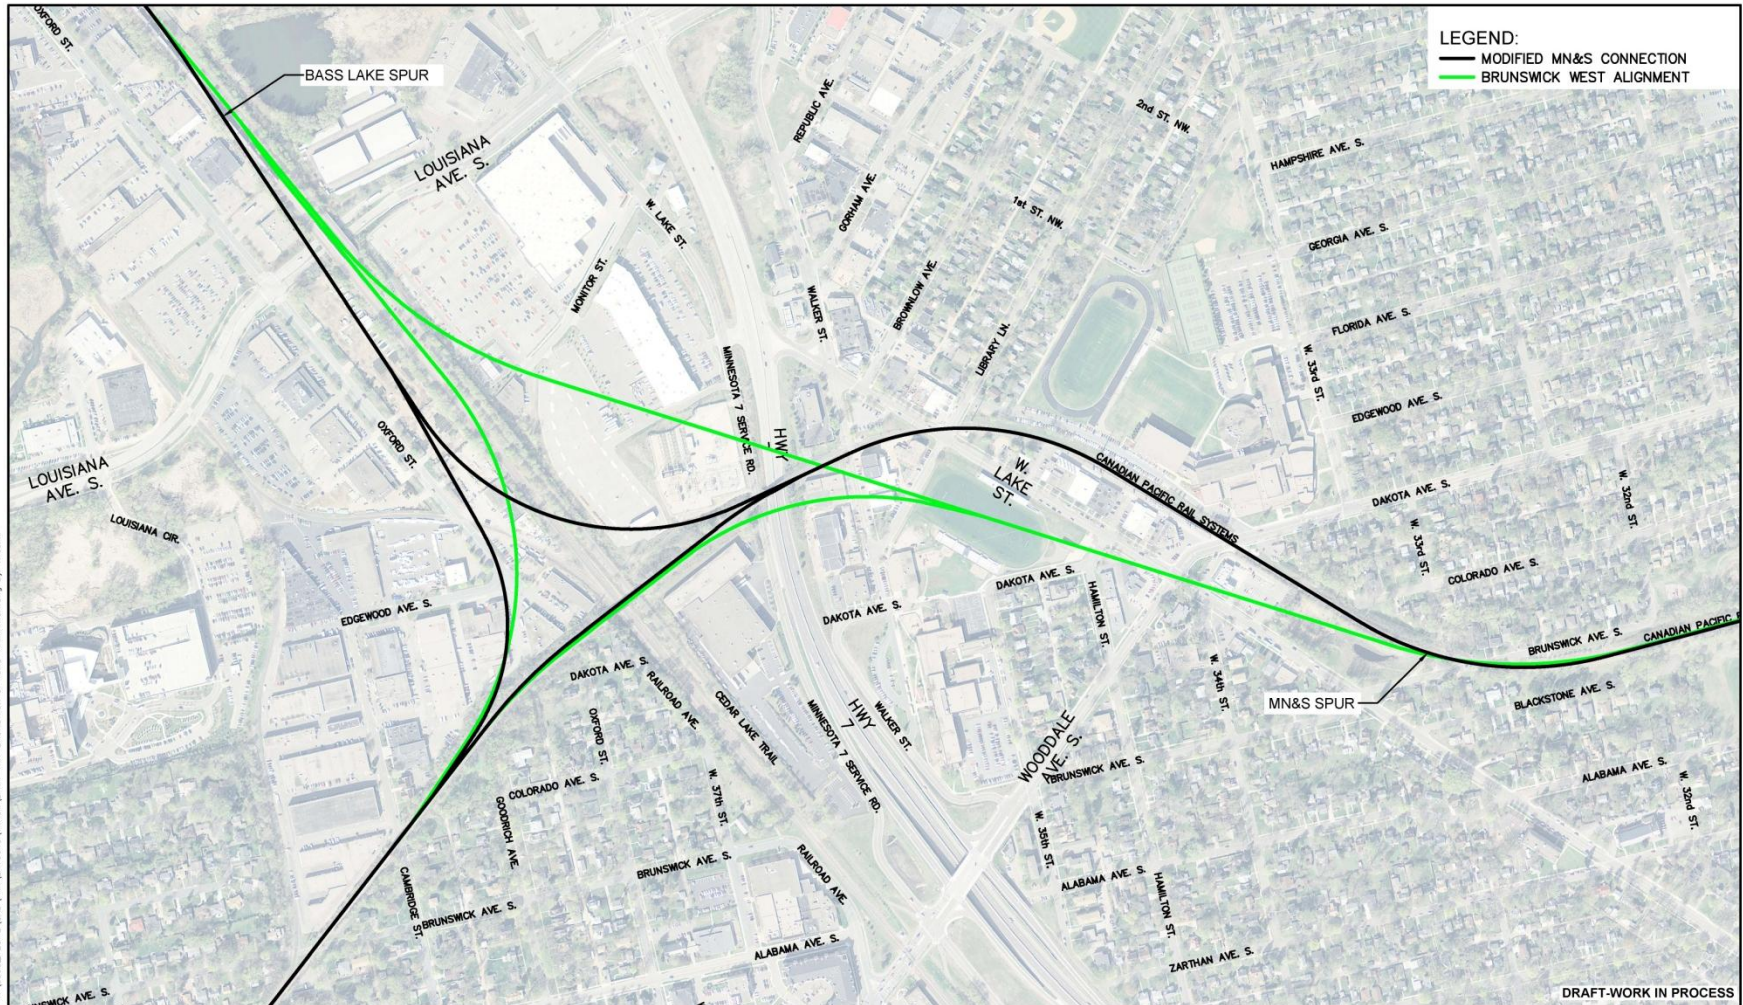 LEGEND:
MODIFIED MN&S CONNECTION
BRUNSWICK WEST ALIGNMENT
OXFORD ST.
BASS LAKE SPUR
LOUISIANA
AVE. S.
REPUBLIC AVE.
2nd ST. NW.
HAMPSHIRE AVE. S.
W. LAKE ST.
GORHAM AVE.
1st ST. NW.
GEORGIA AVE. S.
MONITOR ST.
WALKER ST.
BROWNLOW AVE.
LIBRARY LN.
FLORIDA AVE. S.
MINNESOTA 7 SERVICE RD.
HWY
7
W. 33rd ST.
EDGEWOOD AVE. S.
OXFORD ST.
LOUISIANA
AVE. S.
LOUISIANA CIR.
W.
LAKE
ST.
CANADIAN PACIFIC RAIL SYSTEMS
DAKOTA AVE. S.
W. 32nd ST.
W. 33rd ST.
COLORADO AVE. S.
EDGEWOOD AVE. S.
DAKOTA AVE. S.
DAKOTA AVE. S.
HAMILTON ST.
BRUNSWICK AVE. S.
CANADIAN PACIFIC
DAKOTA AVE. S.
RAILROAD AVE.
CEDAR LAKE TRAIL
W. 34th ST.
MN&S SPUR
BLACKSTONE AVE. S.
OXFORD ST.
MINNESOTA 7 SERVICE RD.
HWY
7
WALKER ST.
WOODDALE
AVE. S.
BRUNSWICK AVE. S.
ALABAMA AVE. S.
W. 32nd ST.
COLORADO AVE. S.
GOODRICH AVE.
W. 37th ST.
W. 35th ST.
BRUNSWICK AVE. S.
RAILROAD AVE.
ALABAMA AVE. S.
HAMILTON ST.
CAMBRIDGE ST.
BRUNSWICK AVE. S.
ALABAMA AVE. S.
ZARTHAN AVE. S.
AVE. S.
DRAFT-WORK IN PROCESS